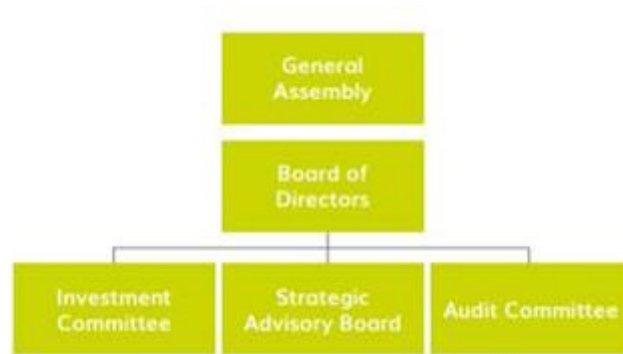 General
Assembly
Board of
Directors
Investment
Committee
Strategic
Advisory Board
Audit Committee